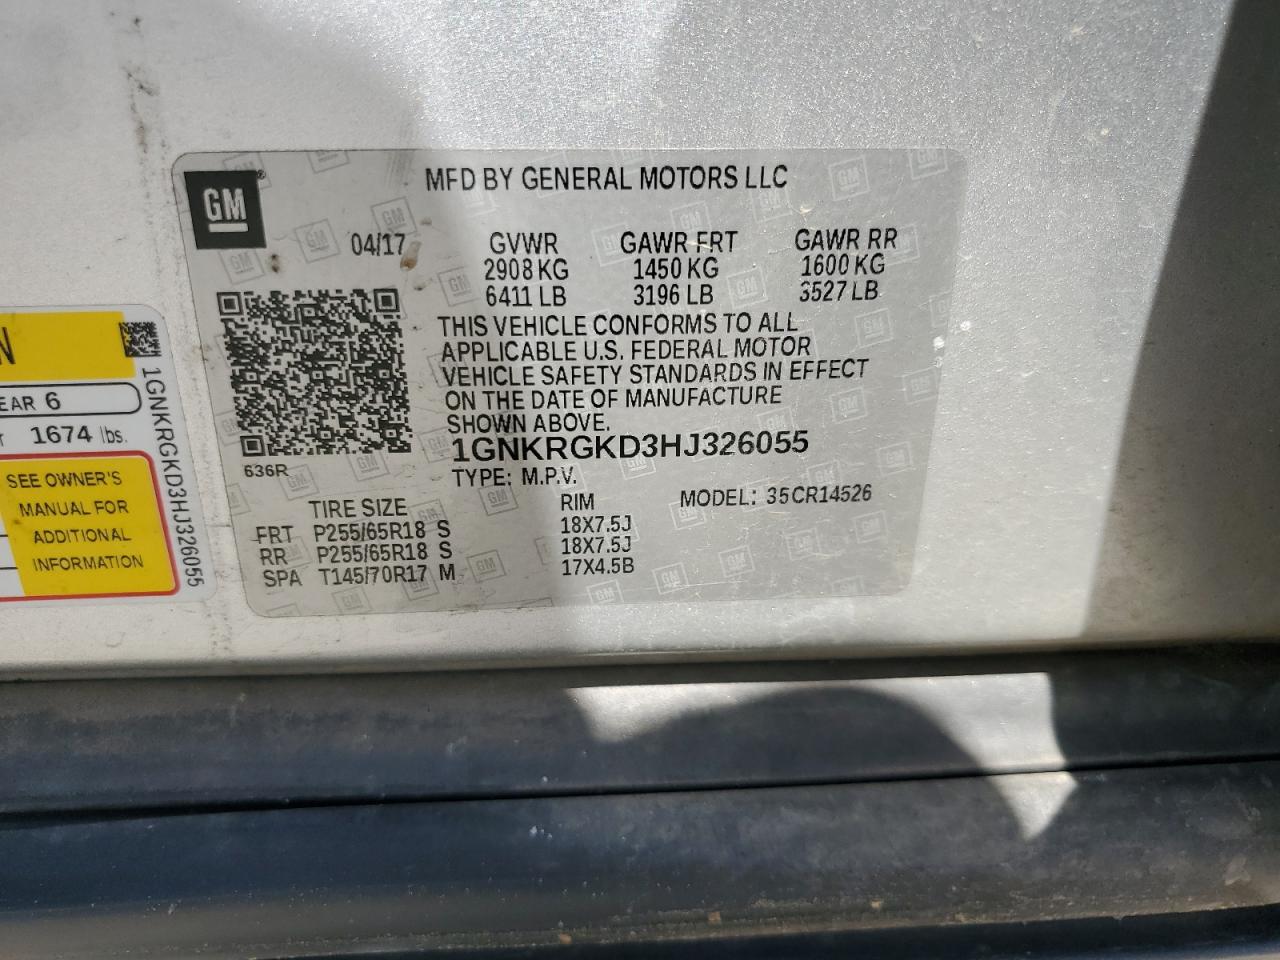 GM
MFD BY GENERAL MOTORS LLC
04/17
GVWR GAWR FRT GAWR RR
2908 KG 1450 KG 1600 KG
6411 LB 3196 LB 3527 LB
THIS VEHICLE CONFORMS TO ALL
APPLICABLE U.S. FEDERAL MOTOR
VEHICLE SAFETY STANDARDS IN EFFECT
ON THE DATE OF MANUFACTURE
SHOWN ABOVE.
1GNKRGKD3HJ326055
TYPE: M.P.V.
636R
TIRE SIZE RIM MODEL: 35CR14526
FRT P255/65R18 S 18X7.5J
RR P255/65R18 S 18X7.5J
SPA T145/70R17 M 17X4.5B
N
EAR 6
1674 lbs.
SEE OWNER'S
MANUAL FOR
ADDITIONAL
INFORMATION
1GNKRGKD3HJ326055